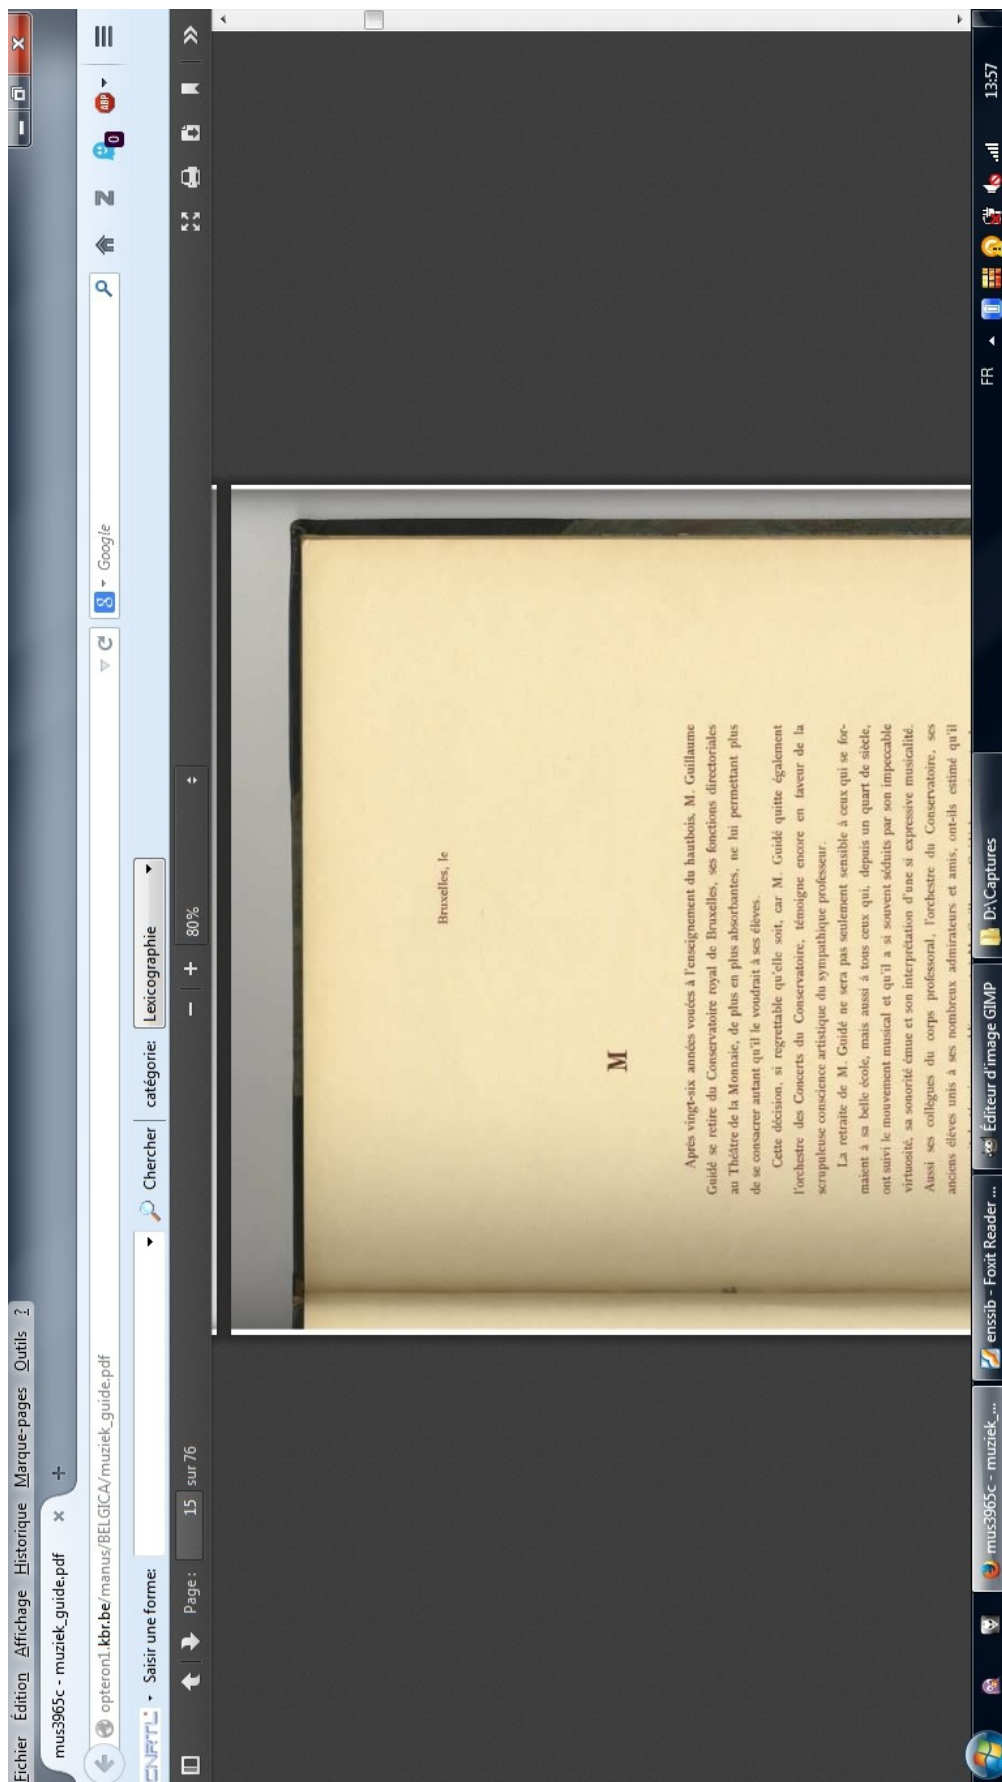 Fichier Édition Affichage Historique Marque-pages Outils ?
mus3965c - muziek_guide.pdf × +
opteron1.kbr.be/manus/BELGICA/muziek_guide.pdf
Google
ABP
0
CNRTL Saisir une forme: Chercher catégorie: Lexicographie
Page : 15 sur 76
80%
Bruxelles, le
M
Après vingt-six années vouées à l'enseignement du hautbois, M. Guillaume
Guidé se retire du Conservatoire royal de Bruxelles, ses fonctions directoriales
au Théâtre de la Monnaie, de plus en plus absorbantes, ne lui permettant plus
de se consacrer autant qu'il le voudrait à ses élèves.
Cette décision, si regrettable qu'elle soit, car M. Guidé quitte également
l'orchestre des Concerts du Conservatoire, témoigne encore en faveur de la
scrupuleuse conscience artistique du sympathique professeur.
La retraite de M. Guidé ne sera pas seulement sensible à ceux qui se for-
maient à sa belle école, mais aussi à tous ceux qui, depuis un quart de siècle,
ont suivi le mouvement musical et qu'il a si souvent séduits par son impeccable
virtuosité, sa sonorité émue et son interprétation d'une si expressive musicalité.
Aussi ses collègues du corps professoral, l'orchestre du Conservatoire, ses
anciens élèves unis à ses nombreux admirateurs et amis, ont-ils estimé qu'il
mus3965c - muziek_...
enssib - Foxit Reader ...
Éditeur d'image GIMP
D:\Captures
FR
13:57